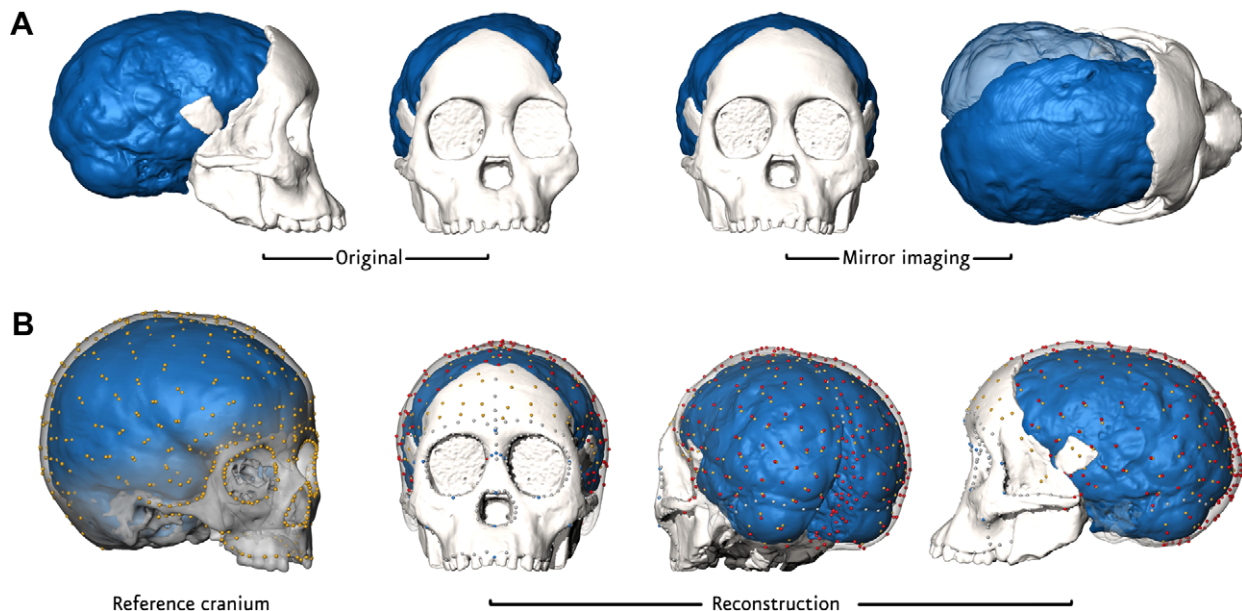 A
Original
Mirror imaging
B
Reference cranium
Reconstruction